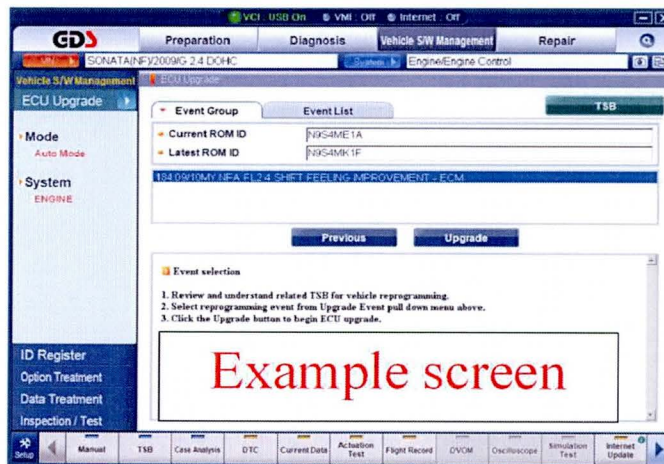 VCI : USB On VMI : Off Internet : Off
GDS Preparation Diagnosis Vehicle S/W Management Repair
VIN SONATA(NF)/2009/G 2.4 DOHC System Engine/Engine Control
Vehicle S/W Management ECU Upgrade
ECU Upgrade
Event Group Event List TSB
Mode
Auto Mode
System
ENGINE
Current ROM ID N9S4ME1A
Latest ROM ID N9S4MK1F
184.09/10MY NFA FL2.4 SHIFT FEELING IMPROVEMENT - ECM
Previous Upgrade
Event selection
1. Review and understand related TSB for vehicle reprogramming.
2. Select reprogramming event from Upgrade Event pull down menu above.
3. Click the Upgrade button to begin ECU upgrade.
Example screen
ID Register
Option Treatment
Data Treatment
Inspection / Test
Setup Manual TSB Case Analysis DTC Current Data Actuation Test Flight Record DVOM Oscilloscope Simulation Test Internet Update